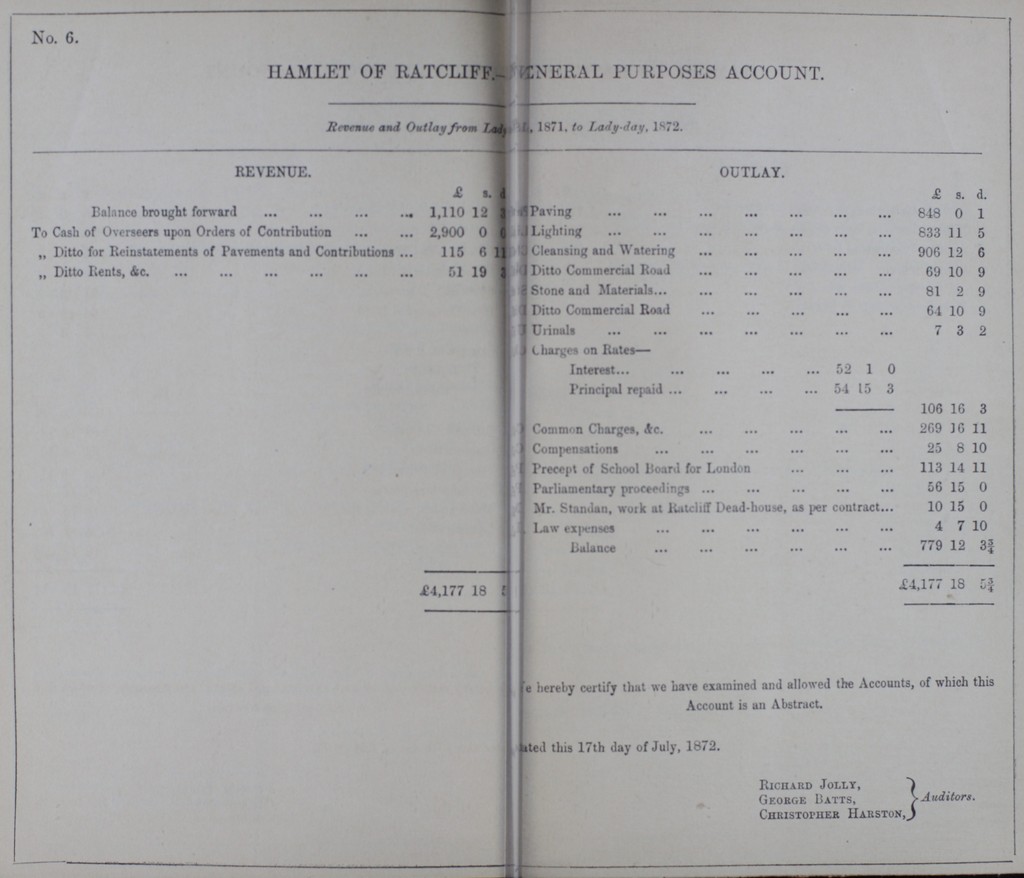 No. 6.
HAMLET OF RATCLIFF.—GENERAL PURPOSES ACCOUNT.
Revenue and Outlay from 1871, to Lady-day, 1872.
REVENUE.
£ s. d
Balance brought forward ... ... ... ... 1,110 12
To Cash of Overseers upon Orders of Contribution ... ... 2,900 0 0
„ Ditto for Reinstatements of Pavements and Contributions ... 115 6 11
„ Ditto Rents, &c. ... ... ... ... ... ... 51 19
£4,177 18
OUTLAY.
£ s. d.
Paving ... ... ... ... ... ... ... 848 0 1
Lighting ... ... ... ... ... ... ... 833 11 5
Cleansing and Watering ... ... ... ... ... 906 12 6
Ditto Commercial Road ... ... ... ... ... 69 10 9
Stone and Materials... ... ... ... ... ... 81 2 9
Ditto Commercial Road ... ... ... ... ... 64 10 9
Urinals ... ... ... ... ... ... ... 7 3 2
Charges on Rates—
Interest... ... ... ... ... 52 1 0
Principal repaid ... ... ... ... 54 15 3
106 16 3
Common Charges, &c. ... ... ... ... ... 269 16 11
Compensations ... ... ... ... ... ... 25 8 10
Precept of School Board for London ... ... ... 113 14 11
Parliamentary proceedings ... ... ... ... ... 56 15 0
Mr. Standan, work at Ratcliff Dead-house, as per contract... 10 15 0
Law expenses ... ... ... ... ... ... 4 7 10
Balance ... ... ... ... ... ... 779 12 3¾
£4,177 18 5¾
e hereby certify that we have examined and allowed the Accounts, of which this
Account is an Abstract.
ated this 17th day of July, 1872.
RICHARD JOLLY,
GEORGE BATTS,
CHRISTOPHER HARSTON,
} Auditors.